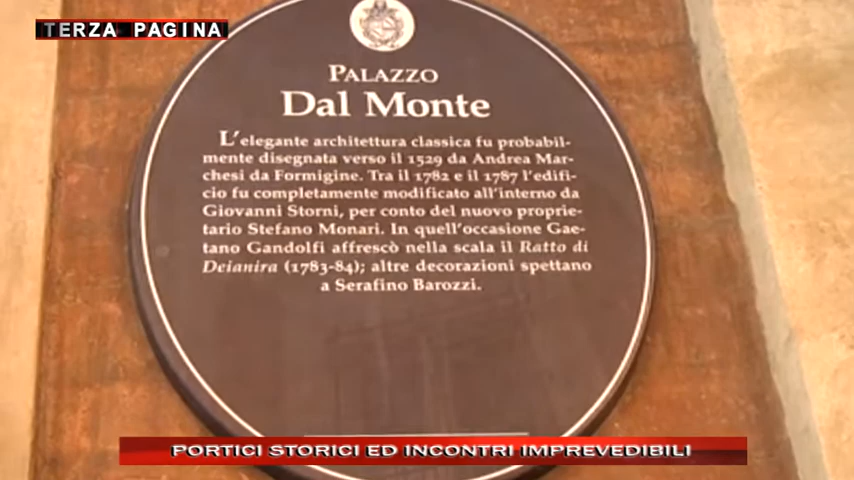 TERZA PAGINA
PALAZZO
Dal Monte
L'elegante architettura classica fu probabil-
mente disegnata verso il 1529 da Andrea Mar-
chesi da Formigine. Tra il 1782 e il 1787 l'edifi-
cio fu completamente modificato all'interno da
Giovanni Storni, per conto del nuovo proprie-
tario Stefano Monari. In quell'occasione Gae-
tano Gandolfi affrescò nella scala il Ratto di
Deianira (1783-84); altre decorazioni spettano
a Serafino Barozzi.
PORTICI STORICI ED INCONTRI IMPREVEDIBILI